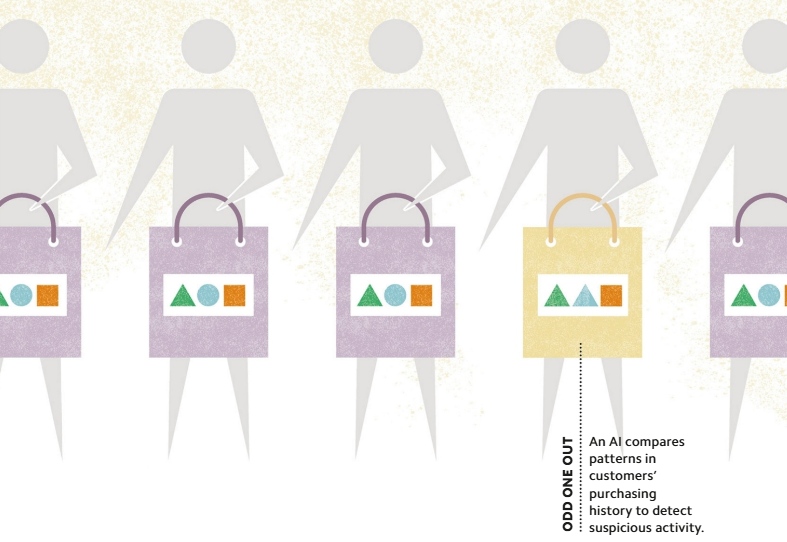 ODD ONE OUT
An AI compares
patterns in
customers’
purchasing
history to detect
suspicious activity.